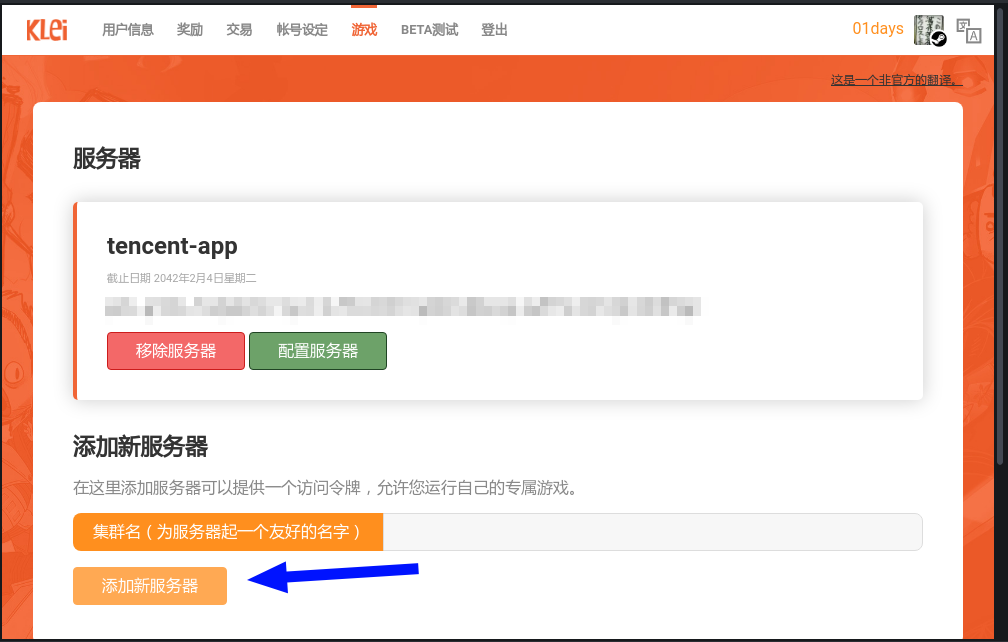 KLei 用户信息 奖励 交易 帐号设定 游戏 BETA测试 登出 01days
这是一个非官方的翻译。
服务器
tencent-app
截止日期 2042年2月4日星期二
移除服务器 配置服务器
添加新服务器
在这里添加服务器可以提供一个访问令牌，允许您运行自己的专属游戏。
集群名（为服务器起一个友好的名字）
添加新服务器